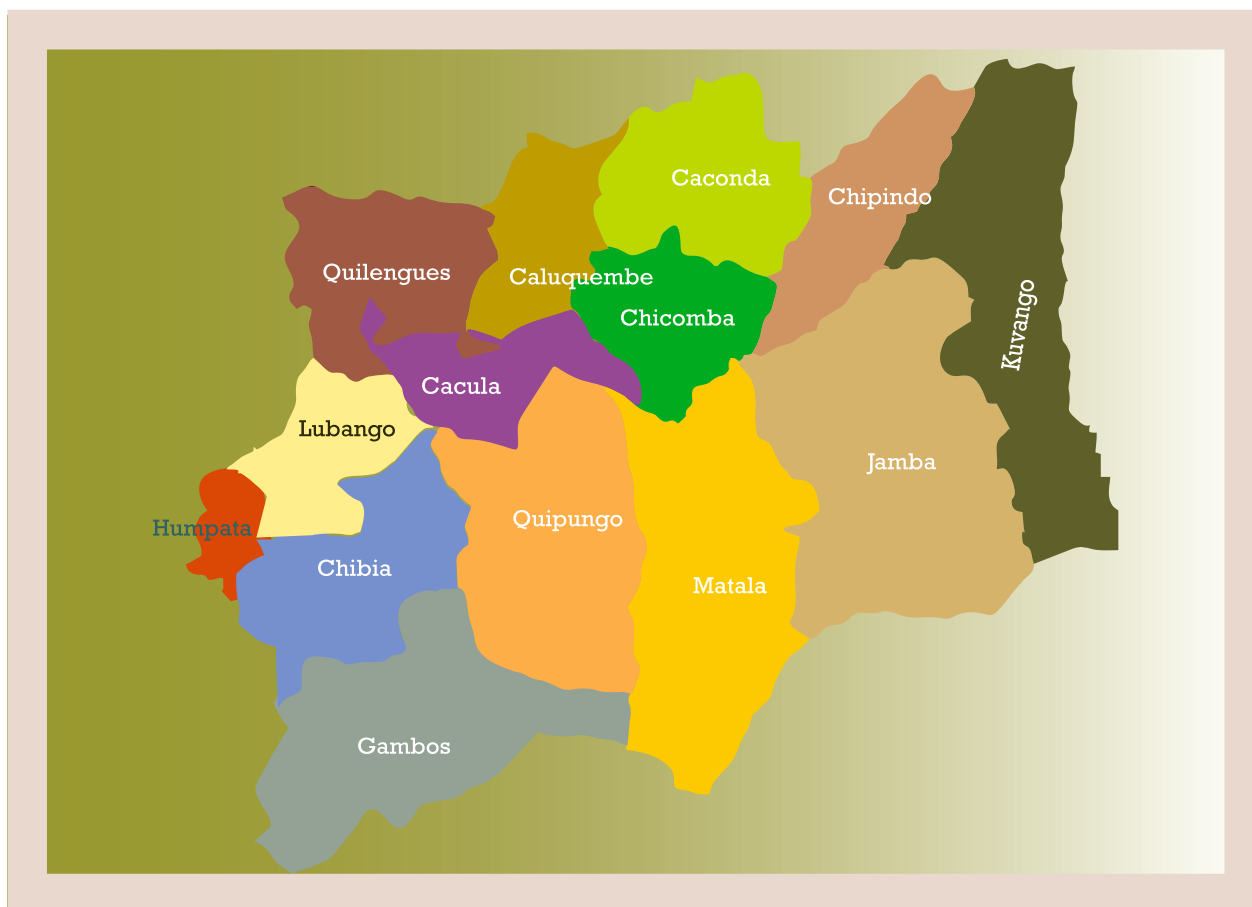 Caconda
Chipindo
Quilengues
Caluquembe
Chicomba
Kuvango
Cacula
Lubango
Jamba
Quipungo
Humpata
Chibia
Matala
Gambos